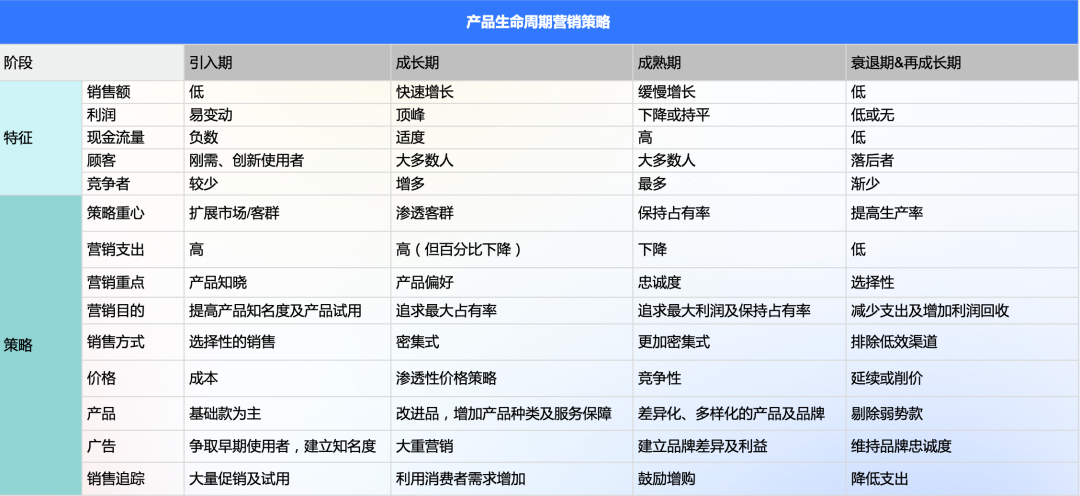 产品生命周期营销策略
阶段 引入期 成长期 成熟期 衰退期&再成长期
特征
销售额 低 快速增长 缓慢增长 低
利润 易变动 顶峰 下降或持平 低或无
现金流量 负数 适度 高 低
顾客 刚需、创新使用者 大多数人 大多数人 落后者
竞争者 较少 增多 最多 渐少
策略
策略重心 扩展市场/客群 渗透客群 保持占有率 提高生产率
营销支出 高 高（但百分比下降） 下降 低
营销重点 产品知晓 产品偏好 忠诚度 选择性
营销目的 提高产品知名度及产品试用 追求最大占有率 追求最大利润及保持占有率 减少支出及增加利润回收
销售方式 选择性的销售 密集式 更加密集式 排除低效渠道
价格 成本 渗透性价格策略 竞争性 延续或削价
产品 基础款为主 改进品，增加产品种类及服务保障 差异化、多样化的产品及品牌 剔除弱势款
广告 争取早期使用者，建立知名度 大重营销 建立品牌差异及利益 维持品牌忠诚度
销售追踪 大量促销及试用 利用消费者需求增加 鼓励增购 降低支出